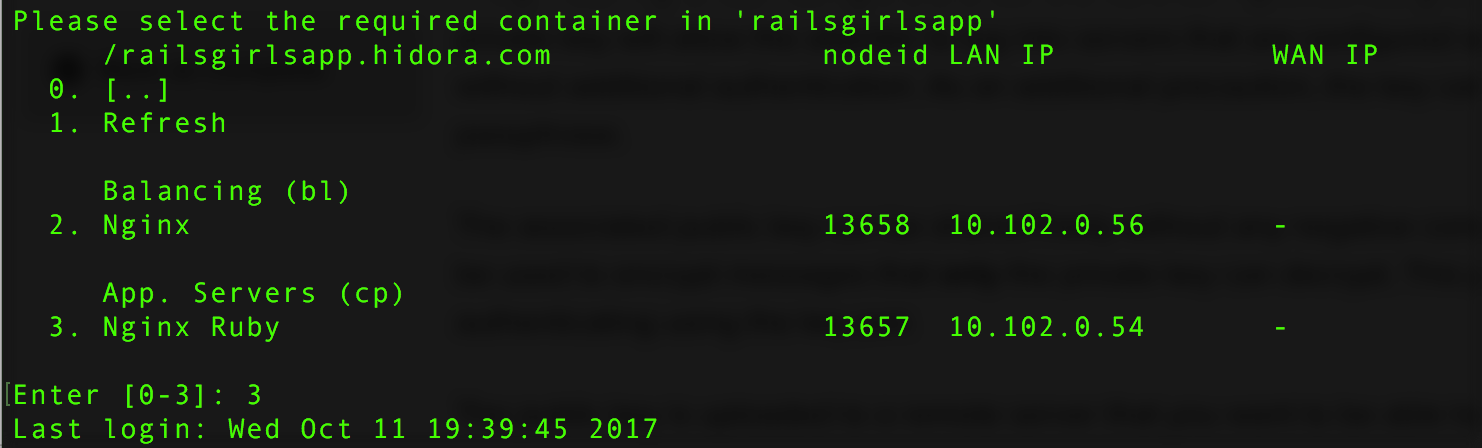 Please select the required container in 'railsgirlsapp'
/railsgirlsapp.hidora.com nodeid LAN IP WAN IP
0. [..]
1. Refresh
Balancing (bl)
2. Nginx 13658 10.102.0.56 -
App. Servers (cp)
3. Nginx Ruby 13657 10.102.0.54 -
[Enter [0-3]: 3
Last login: Wed Oct 11 19:39:45 2017